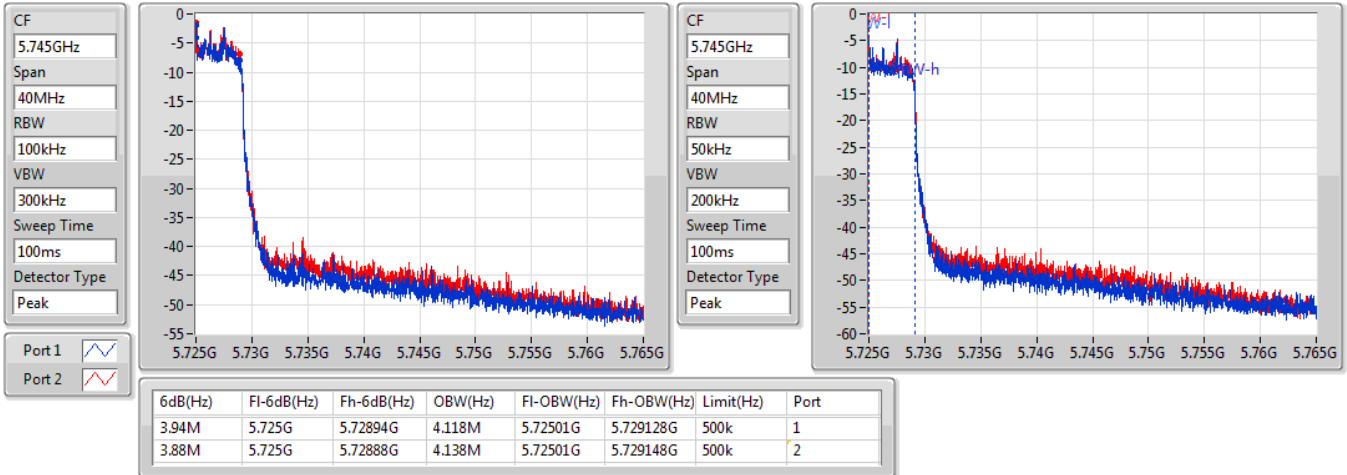 CF
5.745GHz
Span
40MHz
RBW
100kHz
VBW
300kHz
Sweep Time
100ms
Detector Type
Peak
Port 1
Port 2
0
-5
-10
-15
-20
-25
-30
-35
-40
-45
-50
-55
5.725G 5.73G 5.735G 5.74G 5.745G 5.75G 5.755G 5.76G 5.765G
CF
5.745GHz
Span
40MHz
RBW
50kHz
VBW
200kHz
Sweep Time
100ms
Detector Type
Peak
0
-5
-10
-15
-20
-25
-30
-35
-40
-45
-50
-55
-60
5.725G 5.73G 5.735G 5.74G 5.745G 5.75G 5.755G 5.76G 5.765G
6dB(Hz) Fl-6dB(Hz) Fh-6dB(Hz) OBW(Hz) Fl-OBW(Hz) Fh-OBW(Hz) Limit(Hz) Port
3.94M 5.725G 5.72894G 4.118M 5.72501G 5.729128G 500k 1
3.88M 5.725G 5.72888G 4.138M 5.72501G 5.729148G 500k 2